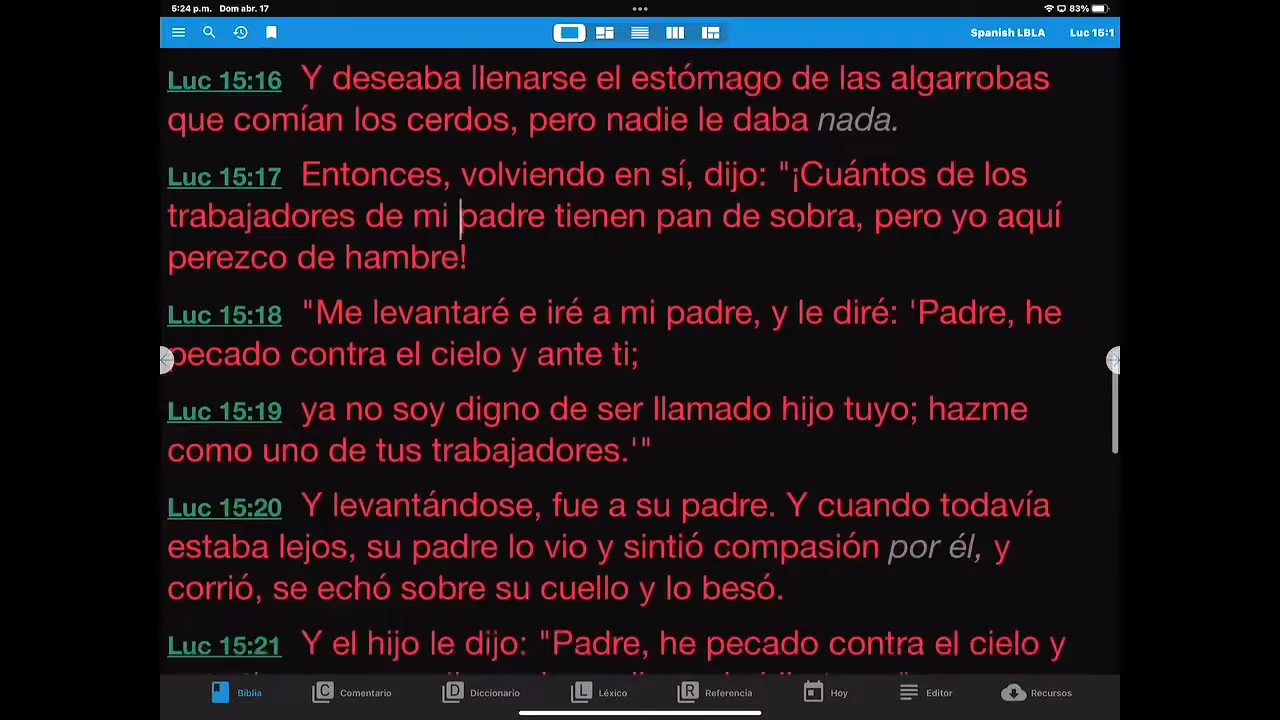 5:24 p.m. Dom abr. 17
83%
Spanish LBLA Luc 15:1
Luc 15:16 Y deseaba llenarse el estómago de las algarrobas
que comían los cerdos, pero nadie le daba nada.
Luc 15:17 Entonces, volviendo en sí, dijo: "¡Cuántos de los
trabajadores de mi padre tienen pan de sobra, pero yo aquí
perezco de hambre!
Luc 15:18 "Me levantaré e iré a mi padre, y le diré: 'Padre, he
pecado contra el cielo y ante ti;
Luc 15:19 ya no soy digno de ser llamado hijo tuyo; hazme
como uno de tus trabajadores.'"
Luc 15:20 Y levantándose, fue a su padre. Y cuando todavía
estaba lejos, su padre lo vio y sintió compasión por él, y
corrió, se echó sobre su cuello y lo besó.
Luc 15:21 Y el hijo le dijo: "Padre, he pecado contra el cielo y
Biblia C Comentario D Diccionario L Léxico R Referencia Hoy Editor Recursos